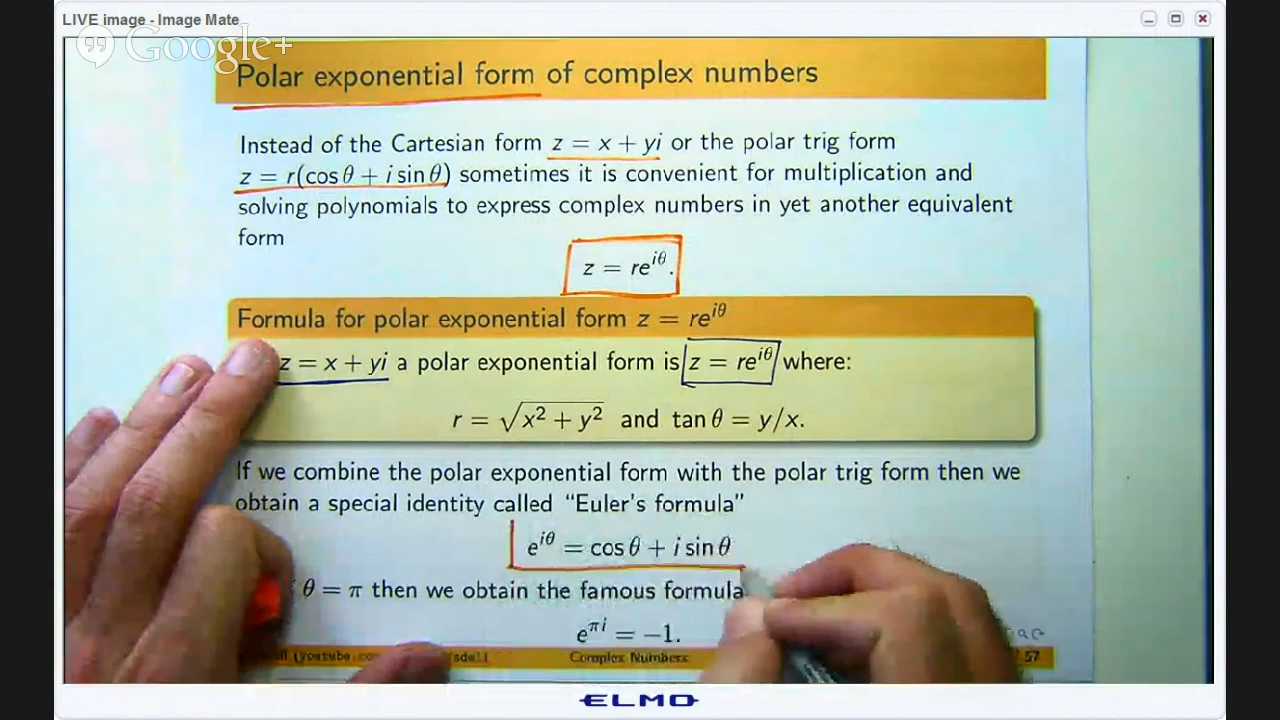 LIVE image - Image Mate
Google+
Polar exponential form of complex numbers
Instead of the Cartesian form z = x + yi or the polar trig form
z = r(cos θ + i sin θ) sometimes it is convenient for multiplication and
solving polynomials to express complex numbers in yet another equivalent
form
z = re^{iθ}.
Formula for polar exponential form z = re^{iθ}
z = x + yi a polar exponential form is z = re^{iθ} where:
r = √(x² + y²) and tan θ = y/x.
If we combine the polar exponential form with the polar trig form then we
obtain a special identity called “Euler's formula”
e^{iθ} = cos θ + i sin θ
θ = π then we obtain the famous formula
e^{πi} = −1.
Complex Numbers
57
ELMO